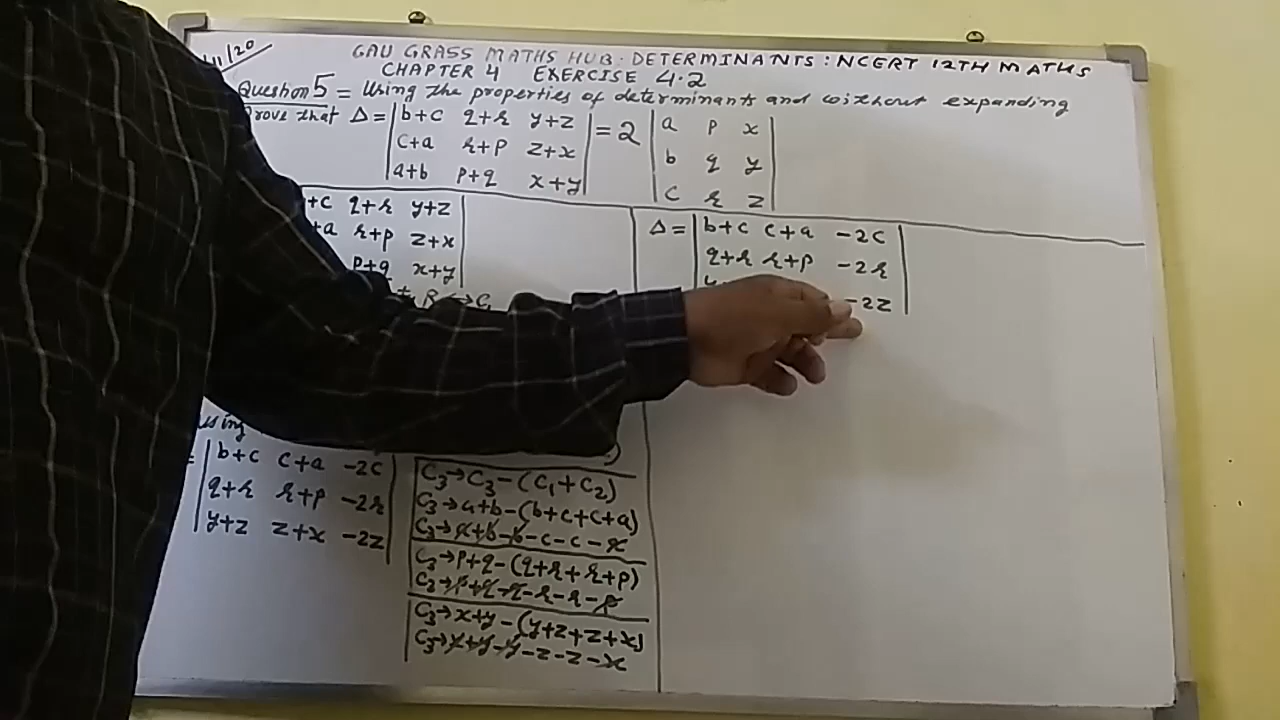 11/20
GAU GRASS MATHS HUB. DETERMINANTS: NCERT 12TH MATHS
CHAPTER 4 EXERCISE 4.2
Question 5 = Using the properties of determinants and without expanding
Prove that Δ = | b+c q+r y+z | = 2 | a p x |
| c+a r+p z+x | | b q y |
| a+b p+q x+y | | c r z |
+c q+r y+z |
+a r+p z+x |
p+q x+y |
R → C
using
= | b+c c+a -2c |
| q+r r+p -2r |
| y+z z+x -2z |
C3→C3-(C1+C2)
C3→a+b-(b+c+c+a)
C3→a+b-b-c-c-a
C3→p+q-(q+r+r+p)
C3→p+q-q-r-r-p
C3→x+y-(y+z+z+x)
C3→x+y-y-z-z-x
Δ = | b+c c+a -2c |
| q+r r+p -2r |
-2z |